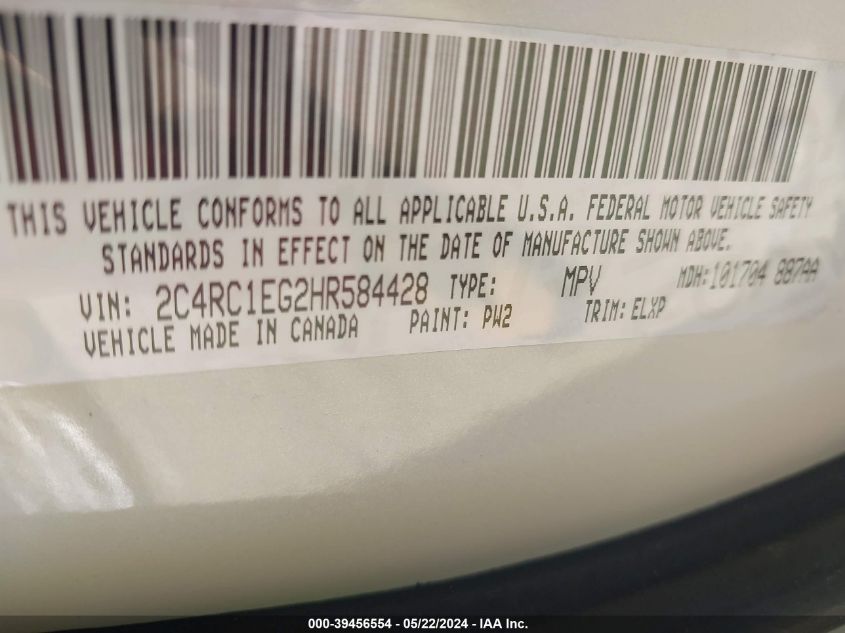 THIS VEHICLE CONFORMS TO ALL APPLICABLE U.S.A. FEDERAL MOTOR VEHICLE SAFETY
STANDARDS IN EFFECT ON THE DATE OF MANUFACTURE SHOWN ABOVE.
VIN: 2C4RC1EG2HR584428 TYPE: MPV MDH:101704 887AA
VEHICLE MADE IN CANADA PAINT: PW2 TRIM: ELXP
000-39456554 - 05/22/2024 - IAA Inc.